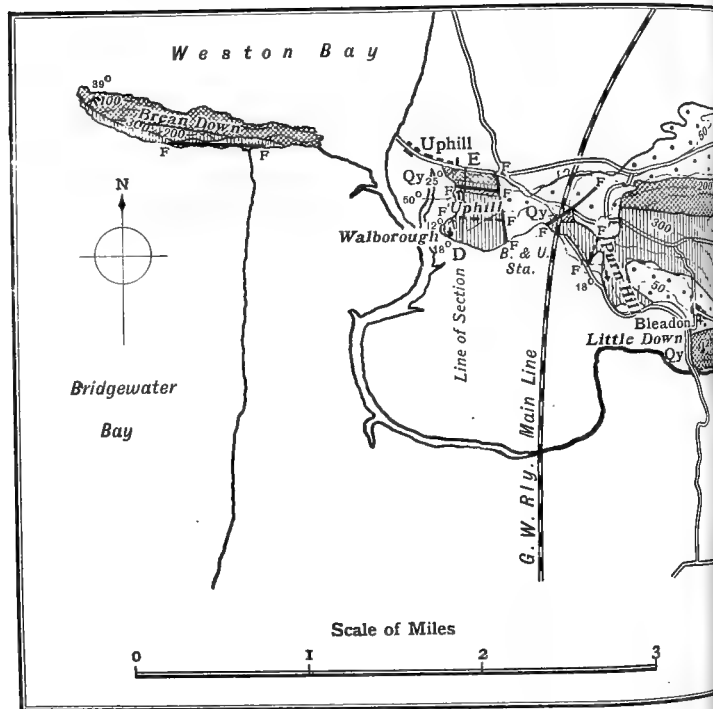 Weston Bay
39°
100
Brean Down
300
200
F
F
Uphill
E
F
50
Qy
25
F
N
60°
F
Uphill
Qy
F
200
12°
Walborough
18°
D
F
F
300
F
B. & U.
Sta.
F
18°
Purn Hill
50
Line of Section
Bleadon
Little Down
Qy
Bridgewater
Bay
G. W. Rly. Main Line
Scale of Miles
0 1 2 3